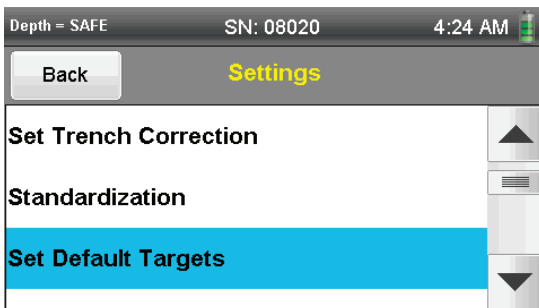 Depth = SAFE SN: 08020 4:24 AM
Back Settings
Set Trench Correction
Standardization
Set Default Targets